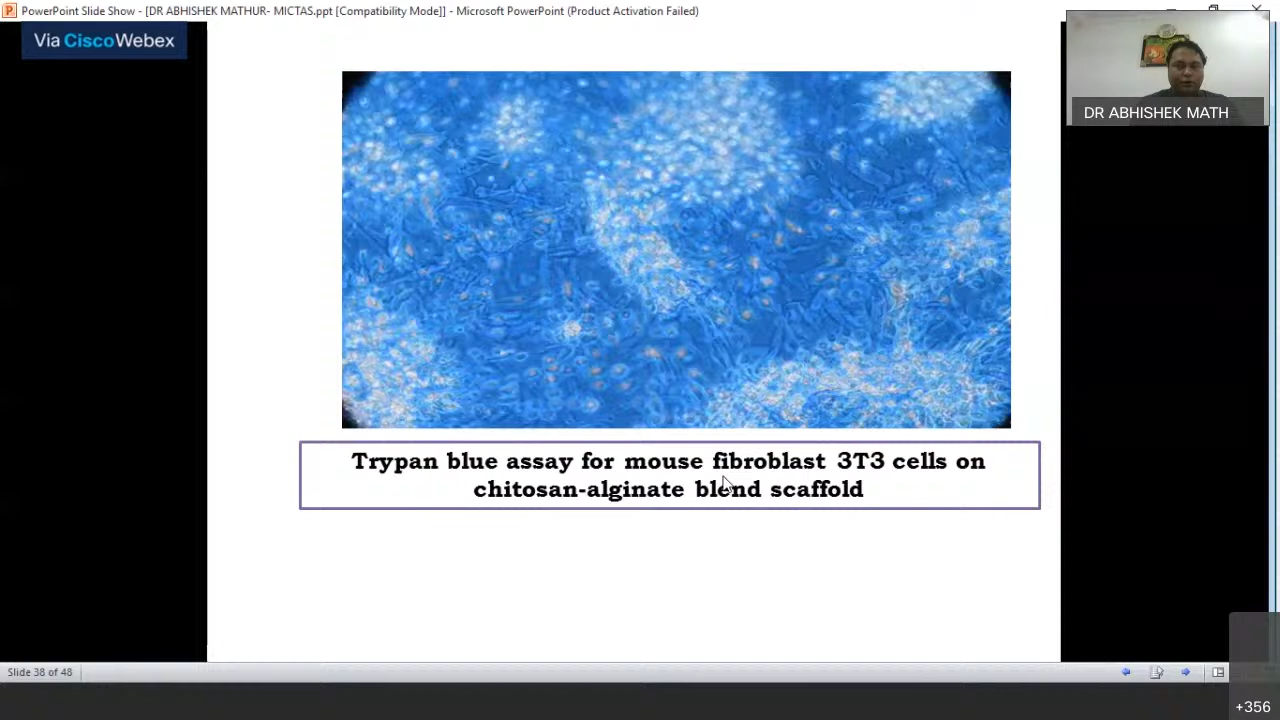 PowerPoint Slide Show - [DR ABHISHEK MATHUR- MICTAS.ppt [Compatibility Mode]] - Microsoft PowerPoint (Product Activation Failed)
Via CiscoWebex
DR ABHISHEK MATH
Trypan blue assay for mouse fibroblast 3T3 cells on
chitosan-alginate blend scaffold
Slide 38 of 48
+356